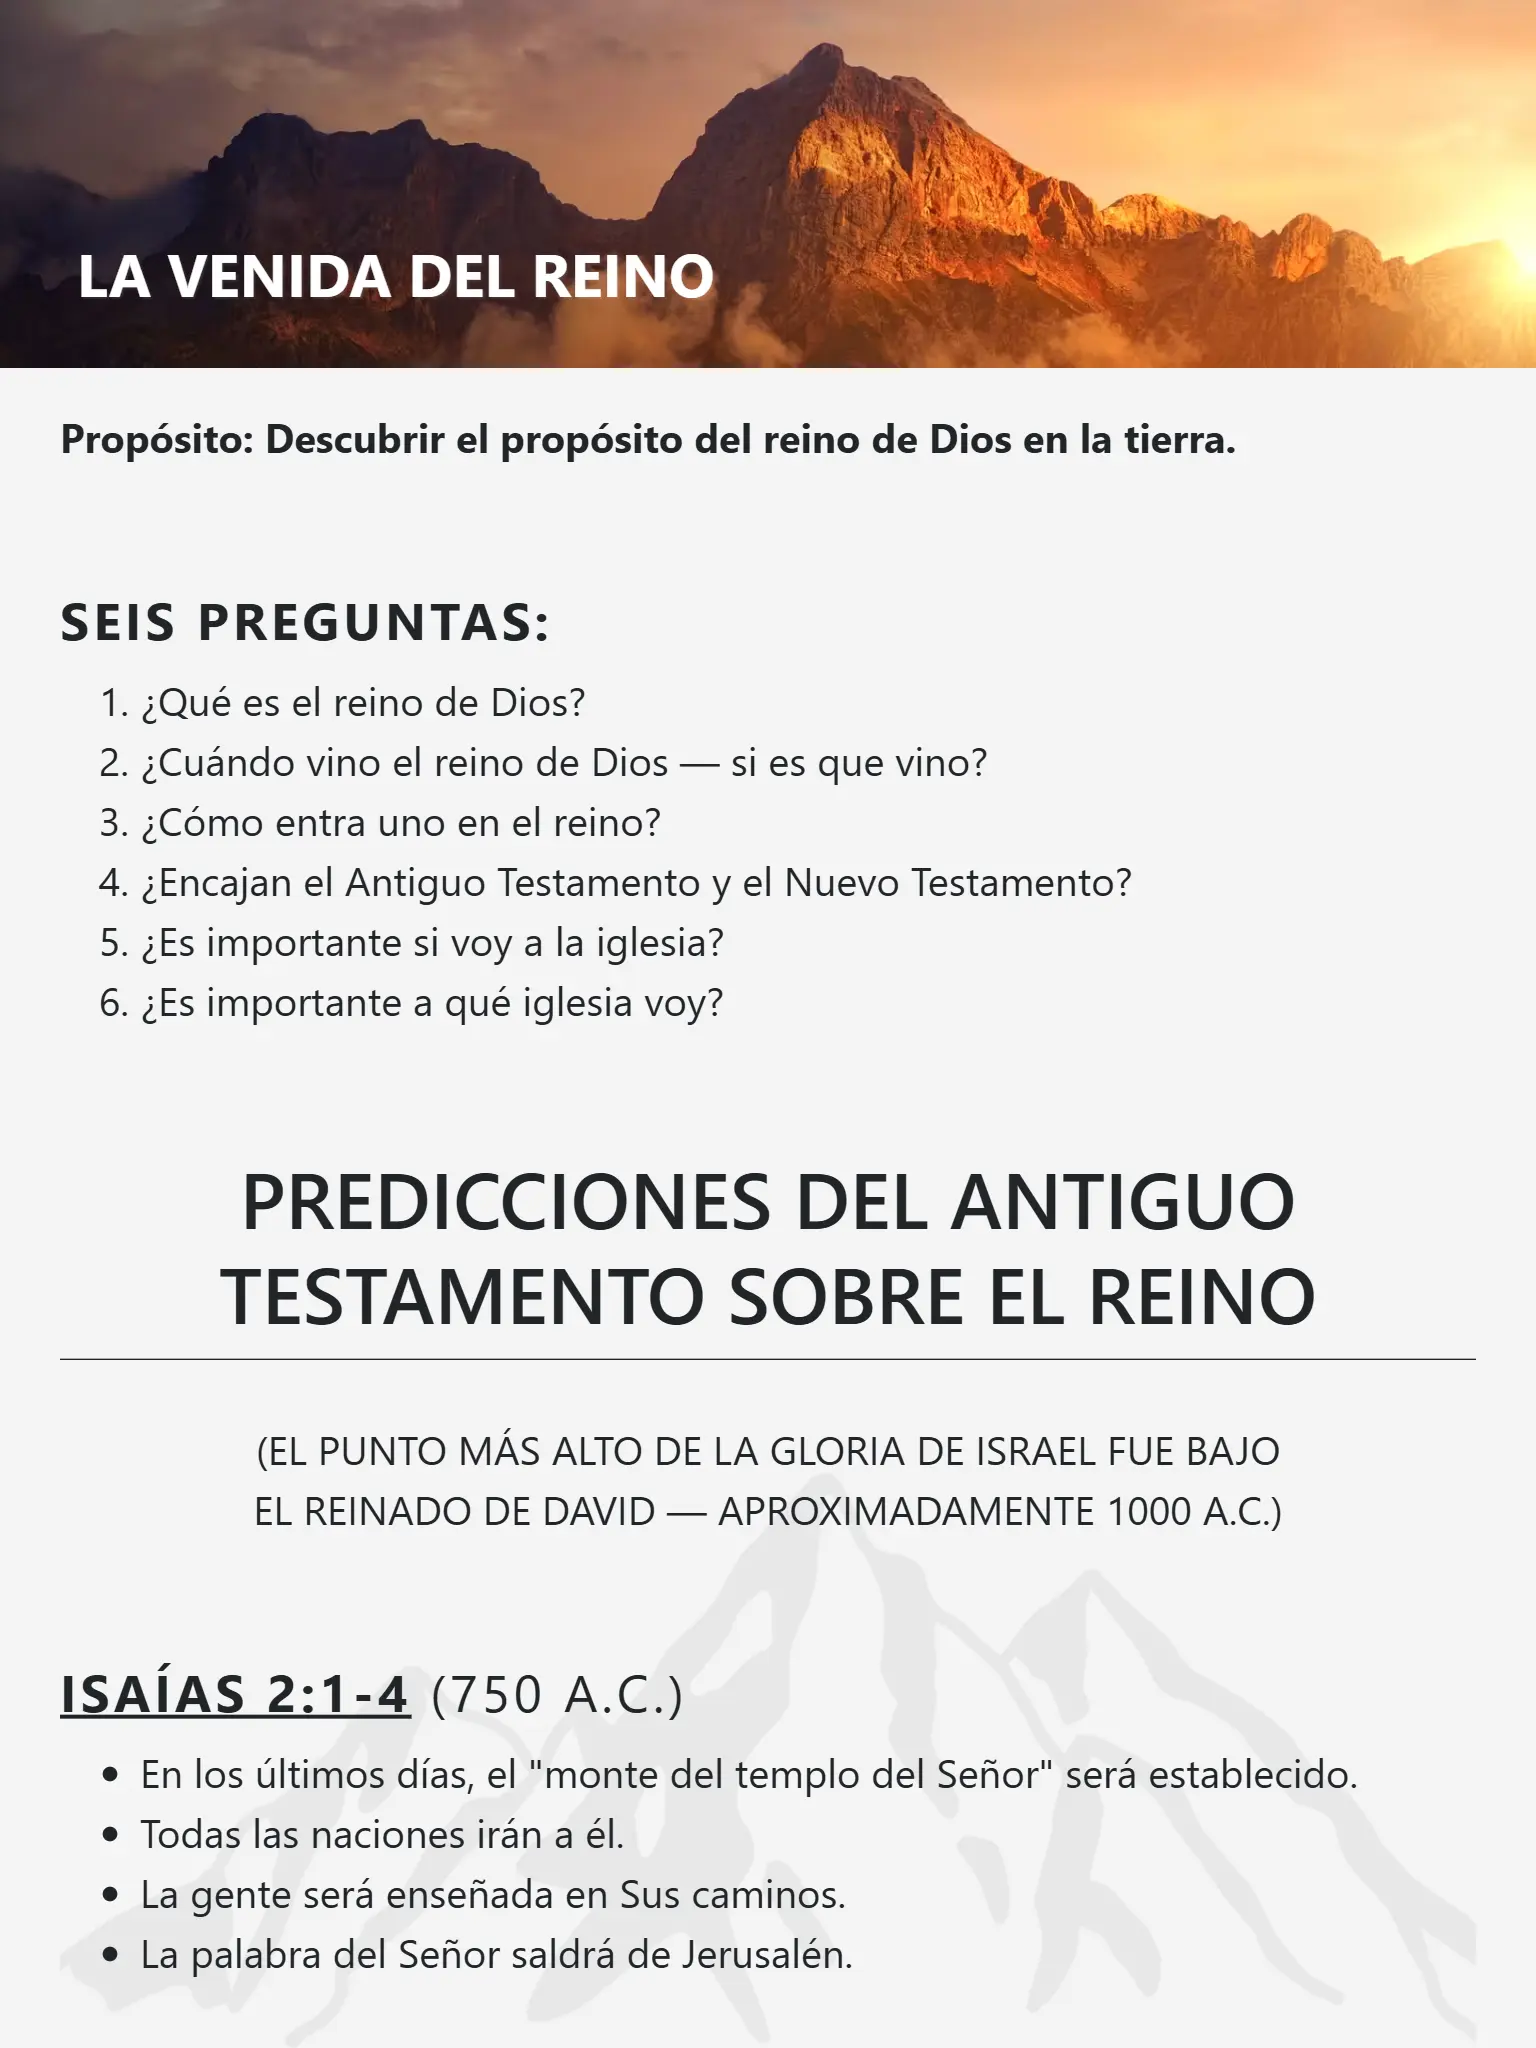 LA VENIDA DEL REINO
Propósito: Descubrir el propósito del reino de Dios en la tierra.
SEIS PREGUNTAS:
1. ¿Qué es el reino de Dios?
2. ¿Cuándo vino el reino de Dios — si es que vino?
3. ¿Cómo entra uno en el reino?
4. ¿Encajan el Antiguo Testamento y el Nuevo Testamento?
5. ¿Es importante si voy a la iglesia?
6. ¿Es importante a qué iglesia voy?
PREDICCIONES DEL ANTIGUO
TESTAMENTO SOBRE EL REINO
(EL PUNTO MÁS ALTO DE LA GLORIA DE ISRAEL FUE BAJO
EL REINADO DE DAVID — APROXIMADAMENTE 1000 A.C.)
ISAÍAS 2:1-4 (750 A.C.)
• En los últimos días, el "monte del templo del Señor" será establecido.
• Todas las naciones irán a él.
• La gente será enseñada en Sus caminos.
• La palabra del Señor saldrá de Jerusalén.